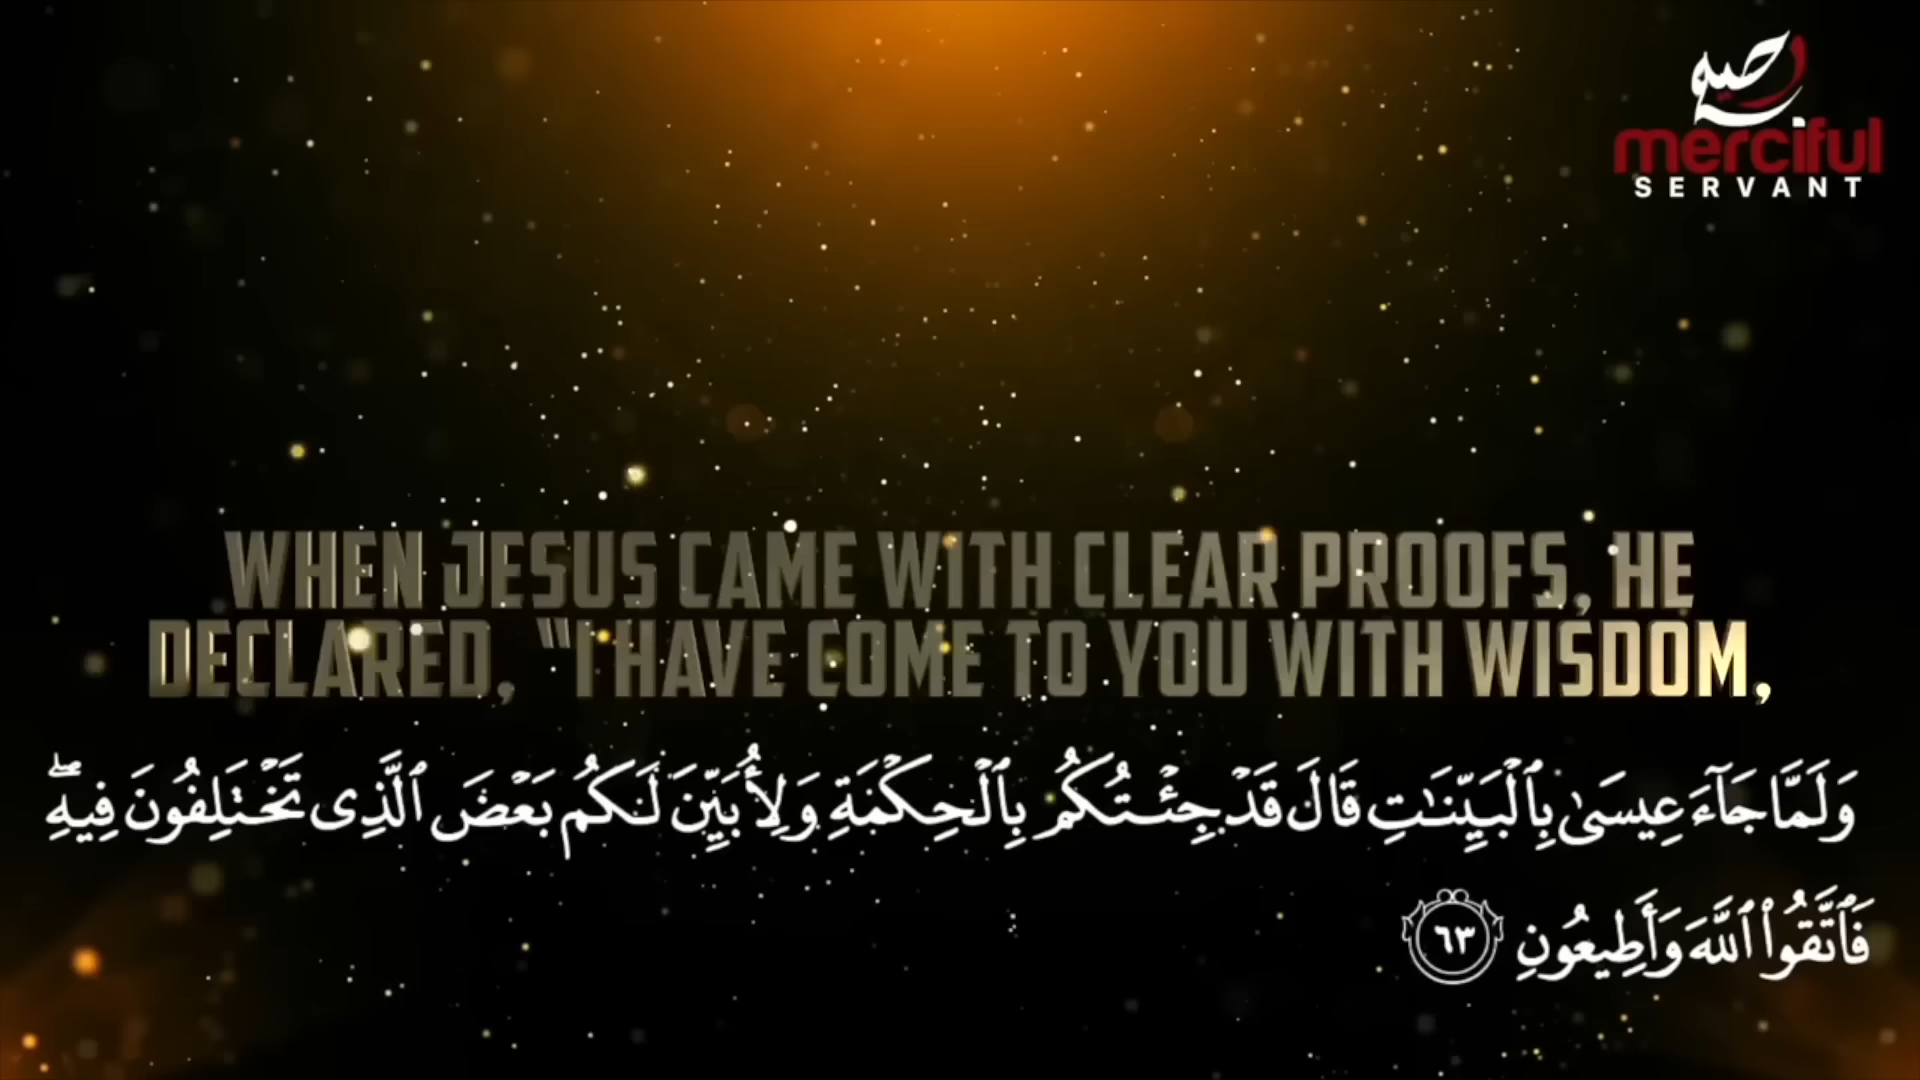 رحيم
merciful
SERVANT
WHEN JESUS CAME WITH CLEAR PROOFS, HE
DECLARED, “I HAVE COME TO YOU WITH WISDOM,
وَلَمَّا جَآءَ عِيسَىٰ بِٱلْبَيِّنَـٰتِ قَالَ قَدْ جِئْتُكُم بِٱلْحِكْمَةِ وَلِأُبَيِّنَ لَكُم بَعْضَ ٱلَّذِى تَخْتَلِفُونَ فِيهِ ۖ
فَٱتَّقُوا۟ ٱللَّهَ وَأَطِيعُونِ ٦٣